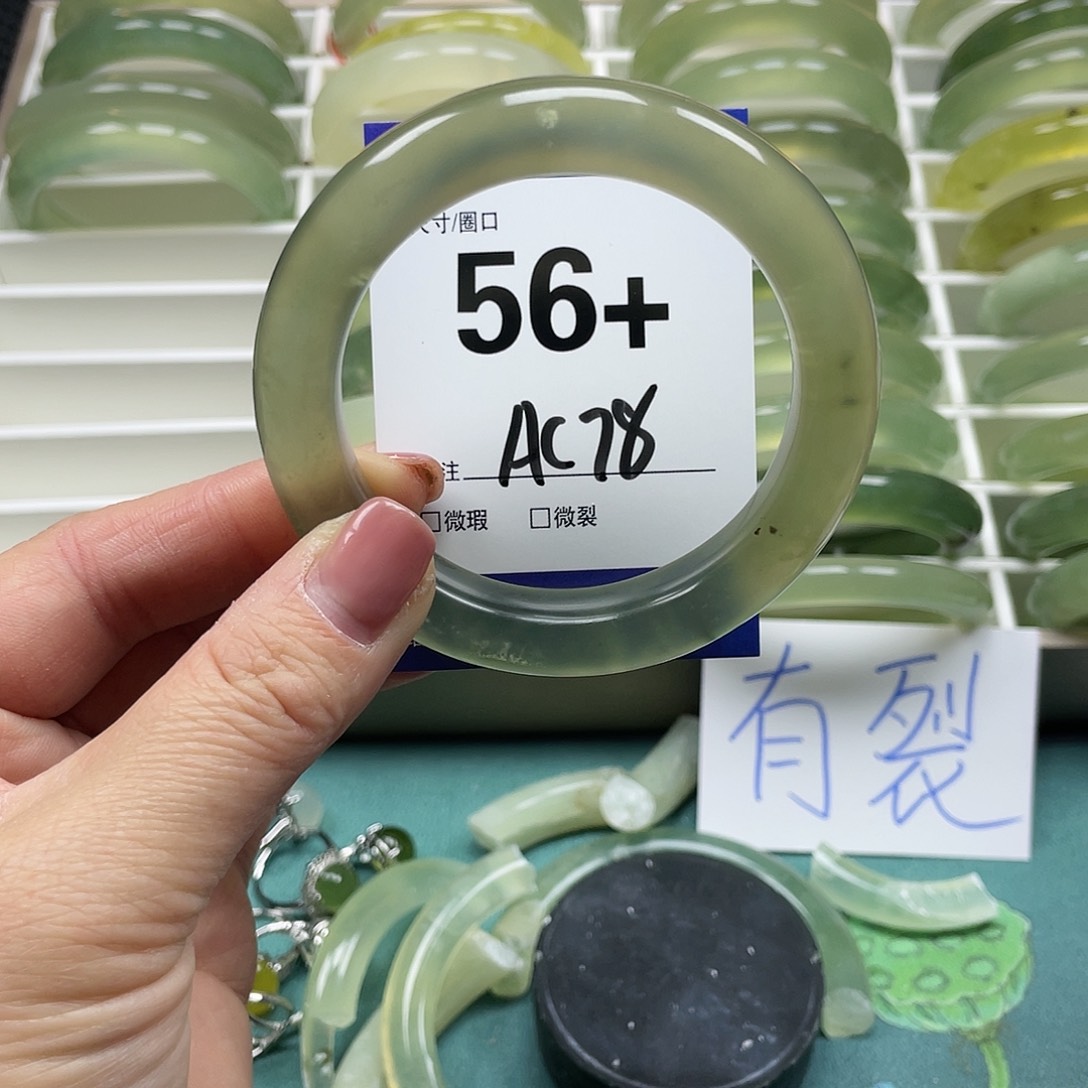 寸/圈口
56+
AC78
注
□微瑕 □微裂
有裂